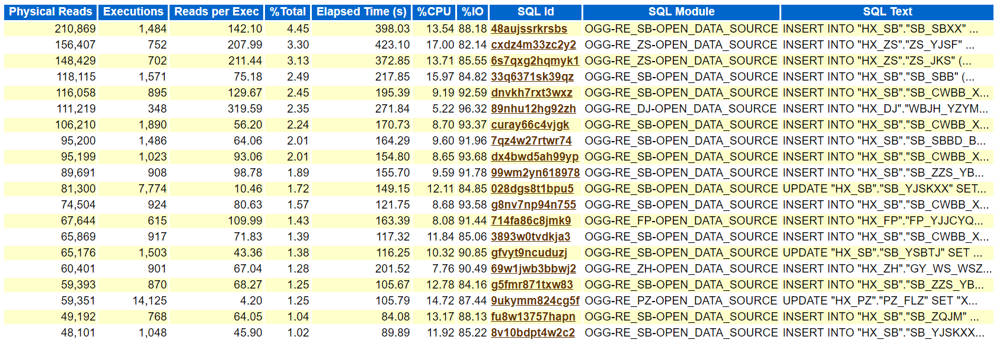 Physical Reads Executions Reads per Exec %Total Elapsed Time (s) %CPU %IO SQL Id SQL Module SQL Text
210,869 1,484 142.10 4.45 398.03 13.54 88.18 48aujssrkrsbs OGG-RE_SB-OPEN_DATA_SOURCE INSERT INTO "HX_SB"."SB_SBXX" ...
156,407 752 207.99 3.30 423.10 17.00 82.14 cxdz4m33zc2y2 OGG-RE_ZS-OPEN_DATA_SOURCE INSERT INTO "HX_ZS"."ZS_YJSF" ...
148,429 702 211.44 3.13 372.85 13.71 85.55 6s7qxg2hqmyk1 OGG-RE_ZS-OPEN_DATA_SOURCE INSERT INTO "HX_ZS"."ZS_JKS" (...
118,115 1,571 75.18 2.49 217.85 15.97 84.82 33q6371sk39qz OGG-RE_SB-OPEN_DATA_SOURCE INSERT INTO "HX_SB"."SB_SBB" (...
116,058 895 129.67 2.45 195.39 9.19 92.59 dnvkh7rxt3wxz OGG-RE_SB-OPEN_DATA_SOURCE INSERT INTO "HX_SB"."SB_CWBB_X...
111,219 348 319.59 2.35 271.84 5.22 96.32 89nhu12hg92zh OGG-RE_DJ-OPEN_DATA_SOURCE INSERT INTO "HX_DJ"."WBJH_YZYM...
106,210 1,890 56.20 2.24 170.73 8.70 93.37 curay66c4vjgk OGG-RE_SB-OPEN_DATA_SOURCE INSERT INTO "HX_SB"."SB_CWBB_X...
95,200 1,486 64.06 2.01 164.29 9.60 91.96 7qz4w27rtwr74 OGG-RE_SB-OPEN_DATA_SOURCE INSERT INTO "HX_SB"."SB_SBBD_B...
95,199 1,023 93.06 2.01 154.80 8.65 93.68 dx4bwd5ah99yp OGG-RE_SB-OPEN_DATA_SOURCE INSERT INTO "HX_SB"."SB_CWBB_X...
89,691 908 98.78 1.89 155.70 9.59 91.78 99wm2yn618978 OGG-RE_SB-OPEN_DATA_SOURCE INSERT INTO "HX_SB"."SB_ZZS_YB...
81,300 7,774 10.46 1.72 149.15 12.11 84.85 028dgs8t1bpu5 OGG-RE_SB-OPEN_DATA_SOURCE UPDATE "HX_SB"."SB_YJSKXX" SET...
74,504 924 80.63 1.57 121.75 8.68 93.58 g8nv7np94n755 OGG-RE_SB-OPEN_DATA_SOURCE INSERT INTO "HX_SB"."SB_CWBB_X...
67,644 615 109.99 1.43 163.39 8.08 91.44 714fa86c8jmk9 OGG-RE_FP-OPEN_DATA_SOURCE INSERT INTO "HX_FP"."FP_YJJCYQ...
65,869 917 71.83 1.39 117.32 11.84 85.06 3893w0tvdkja3 OGG-RE_SB-OPEN_DATA_SOURCE INSERT INTO "HX_SB"."SB_CWBB_X...
65,176 1,503 43.36 1.38 116.25 10.32 90.85 gfvyt9ncuduzj OGG-RE_SB-OPEN_DATA_SOURCE UPDATE "HX_SB"."SB_YSBTJ" SET ...
60,401 901 67.04 1.28 201.52 7.76 90.49 69w1jwb3bbwj2 OGG-RE_ZH-OPEN_DATA_SOURCE INSERT INTO "HX_ZH"."GY_WS_WSZ...
59,393 870 68.27 1.25 105.67 12.78 84.16 g5fmr871txw83 OGG-RE_SB-OPEN_DATA_SOURCE INSERT INTO "HX_SB"."SB_ZZS_YB...
59,351 14,125 4.20 1.25 105.79 14.72 87.44 9ukymm824cg5f OGG-RE_PZ-OPEN_DATA_SOURCE UPDATE "HX_PZ"."PZ_FLZ" SET "X...
49,192 768 64.05 1.04 84.08 13.17 88.13 fu8w13757hapn OGG-RE_SB-OPEN_DATA_SOURCE INSERT INTO "HX_SB"."SB_ZQJM" ...
48,101 1,048 45.90 1.02 89.89 11.92 85.22 8v10bdpt4w2c2 OGG-RE_SB-OPEN_DATA_SOURCE INSERT INTO "HX_SB"."SB_YJSKXX...